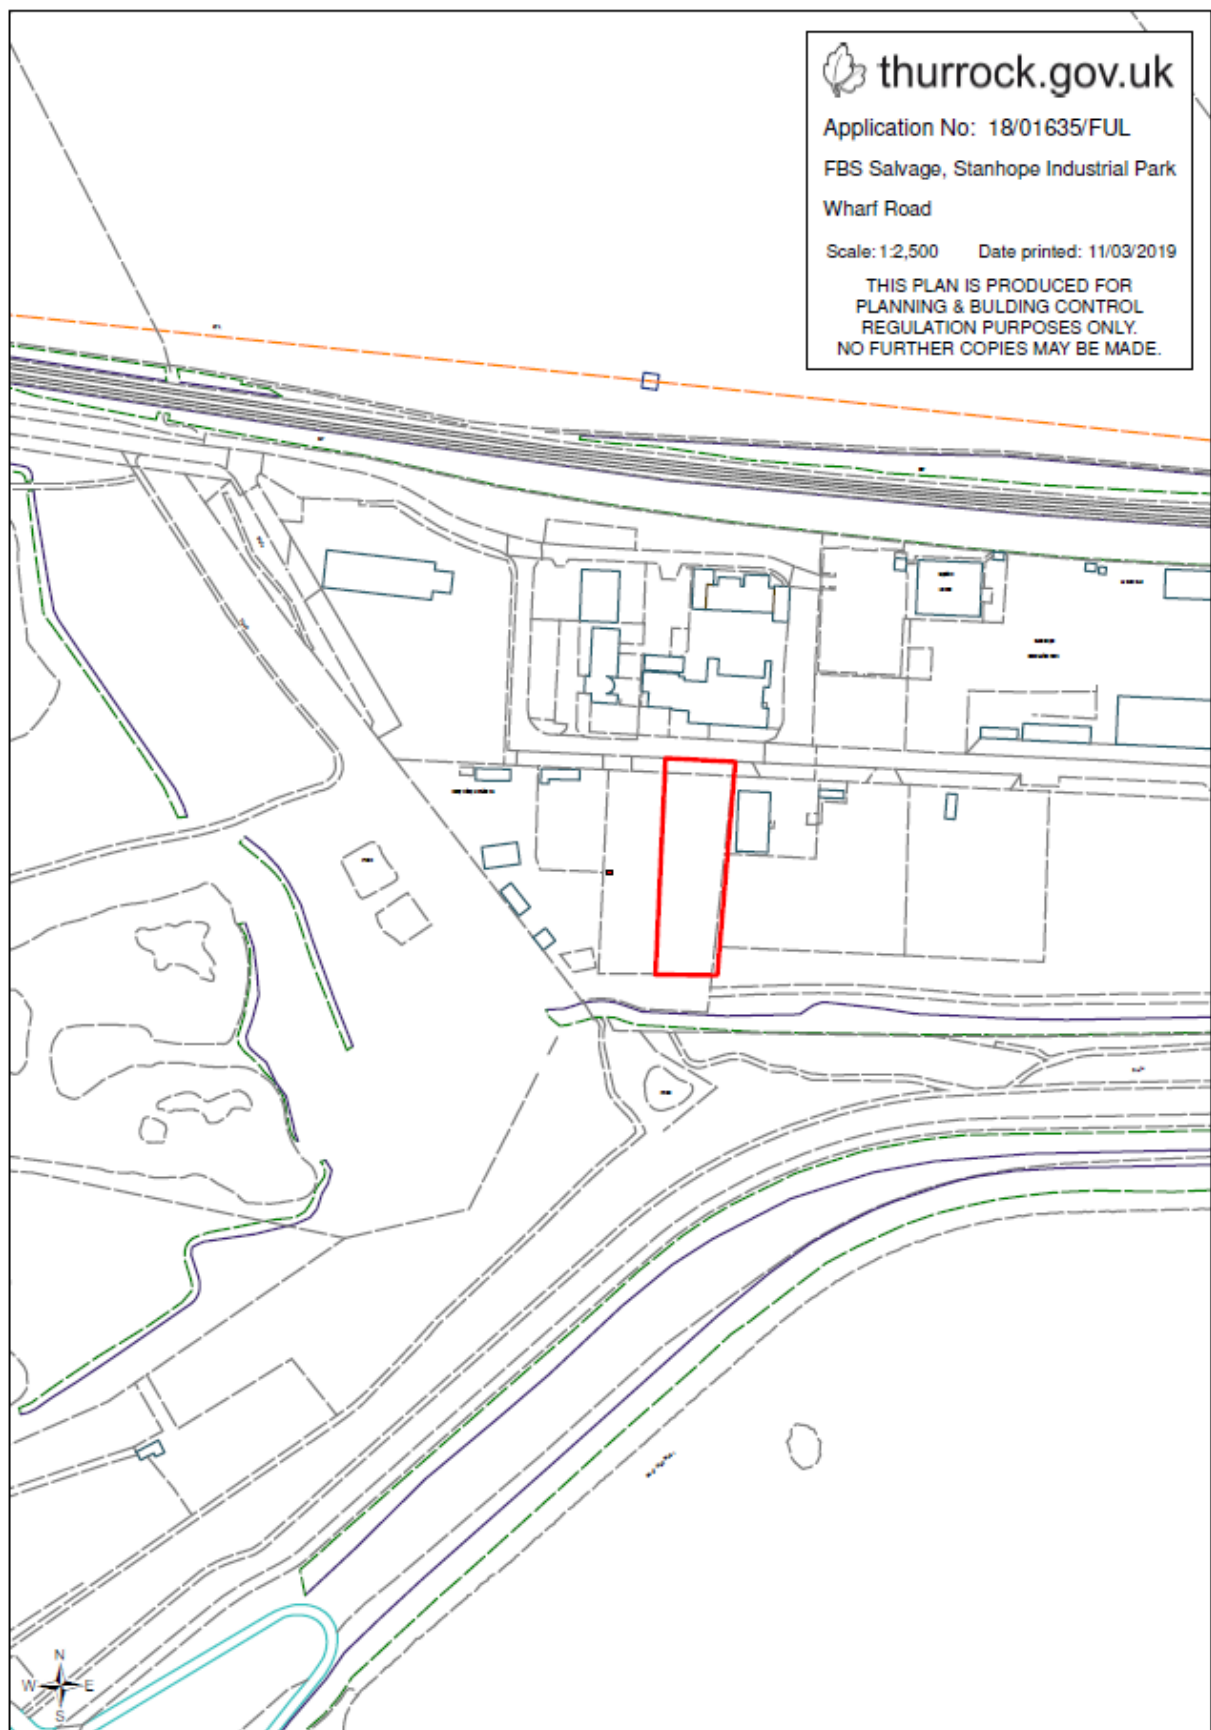 thurrock.gov.uk
Application No: 18/01635/FUL
FBS Salvage, Stanhope Industrial Park
Wharf Road
Scale: 1:2,500 Date printed: 11/03/2019
THIS PLAN IS PRODUCED FOR
PLANNING & BULDING CONTROL
REGULATION PURPOSES ONLY.
NO FURTHER COPIES MAY BE MADE.
N
W E
S